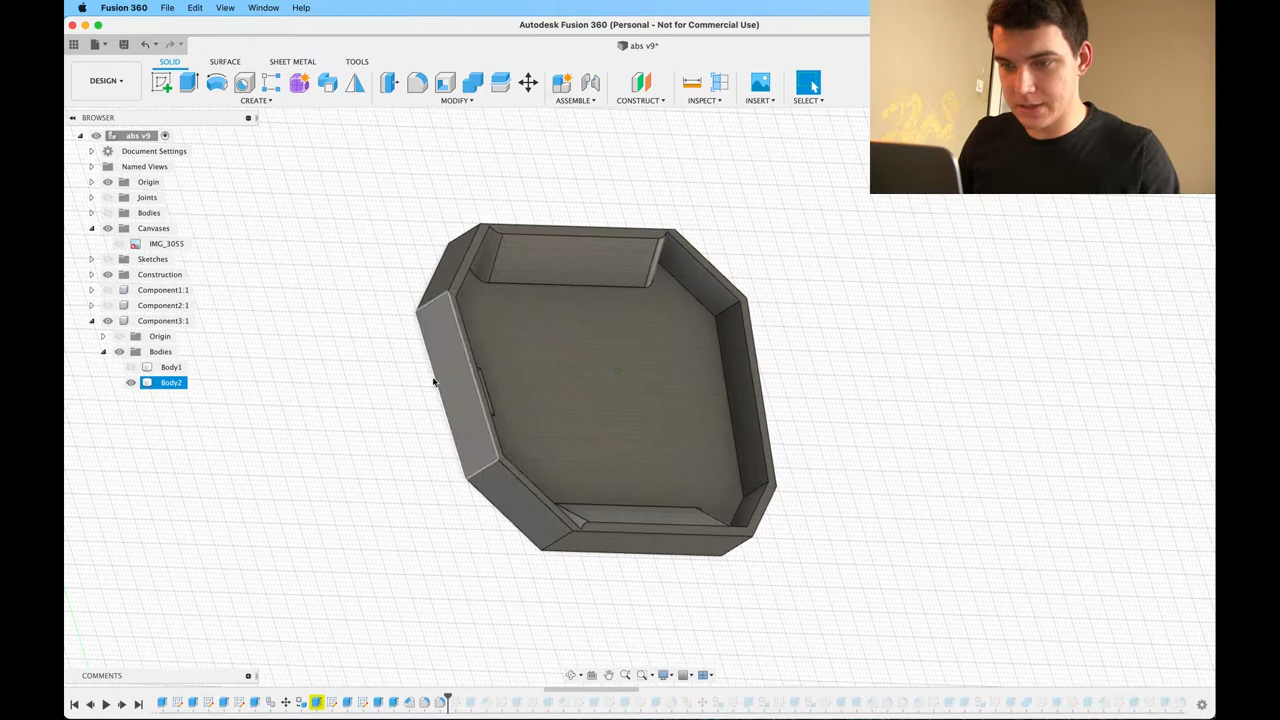 Fusion 360 File Edit View Window Help
Autodesk Fusion 360 (Personal - Not for Commercial Use)
abs v9*
SOLID SURFACE SHEET METAL TOOLS
DESIGN
CREATE MODIFY ASSEMBLE CONSTRUCT INSPECT INSERT SELECT
BROWSER
abs v9
Document Settings
Named Views
Origin
Joints
Bodies
Canvases
IMG_3055
Sketches
Construction
Component1:1
Component2:1
Component3:1
Origin
Bodies
Body1
Body2
COMMENTS